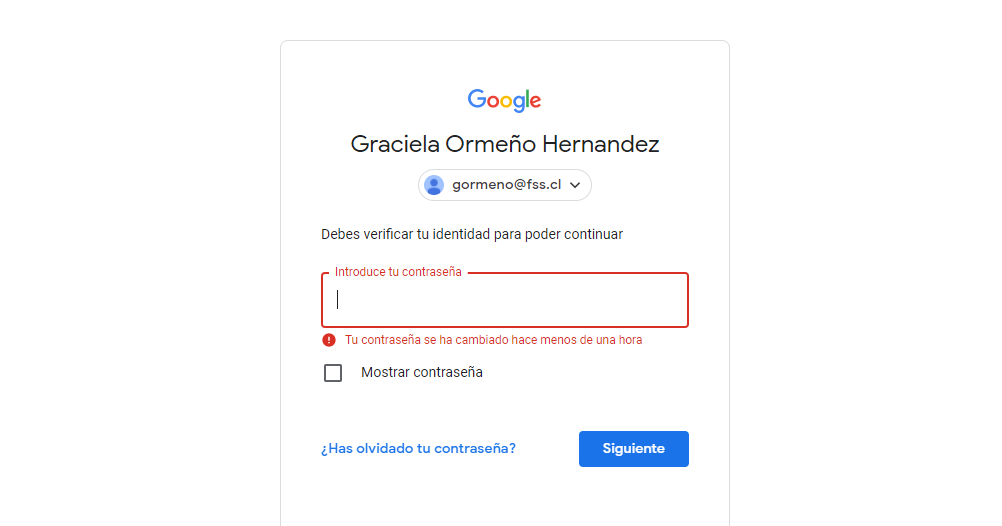 Google
Graciela Ormeño Hernandez
gormeno@fss.cl
Debes verificar tu identidad para poder continuar
Introduce tu contraseña
Tu contraseña se ha cambiado hace menos de una hora
Mostrar contraseña
¿Has olvidado tu contraseña?
Siguiente